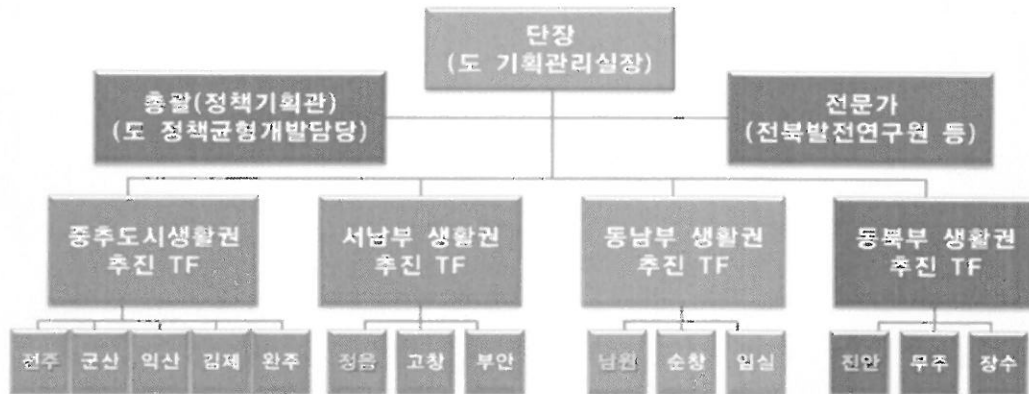 단장
(도 기획관리실장)
총괄(정책기획관)
(도 정책균형개발담당)
전문가
(전북발전연구원 등)
중추도시생활권
추진 TF
서남부 생활권
추진 TF
동남부 생활권
추진 TF
동북부 생활권
추진 TF
전주 군산 익산 김제 완주 정읍 고창 부안 남원 순창 임실 진안 무주 장수